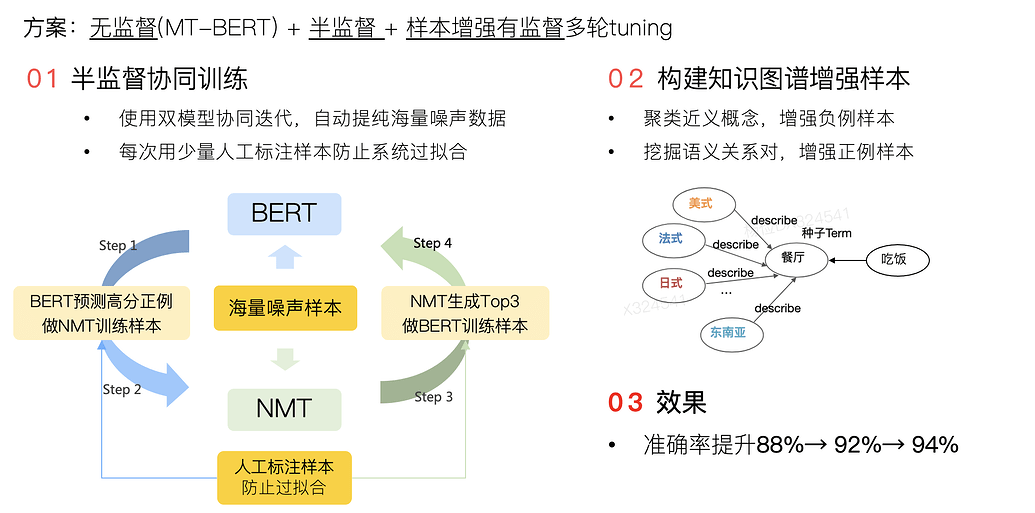 方案：无监督(MT-BERT) + 半监督 + 样本增强有监督多轮tuning
01 半监督协同训练
• 使用双模型协同迭代，自动提纯海量噪声数据
• 每次用少量人工标注样本防止系统过拟合
BERT
Step 1
Step 4
BERT预测高分正例
做NMT训练样本
海量噪声样本
NMT生成Top3
做BERT训练样本
Step 2
Step 3
NMT
人工标注样本
防止过拟合
02 构建知识图谱增强样本
• 聚类近义概念，增强负例样本
• 挖掘语义关系对，增强正例样本
美式
describe
种子Term
法式
describe
餐厅
吃饭
日式
describe
...
describe
东南亚
x324541
03 效果
• 准确率提升88%→ 92%→ 94%